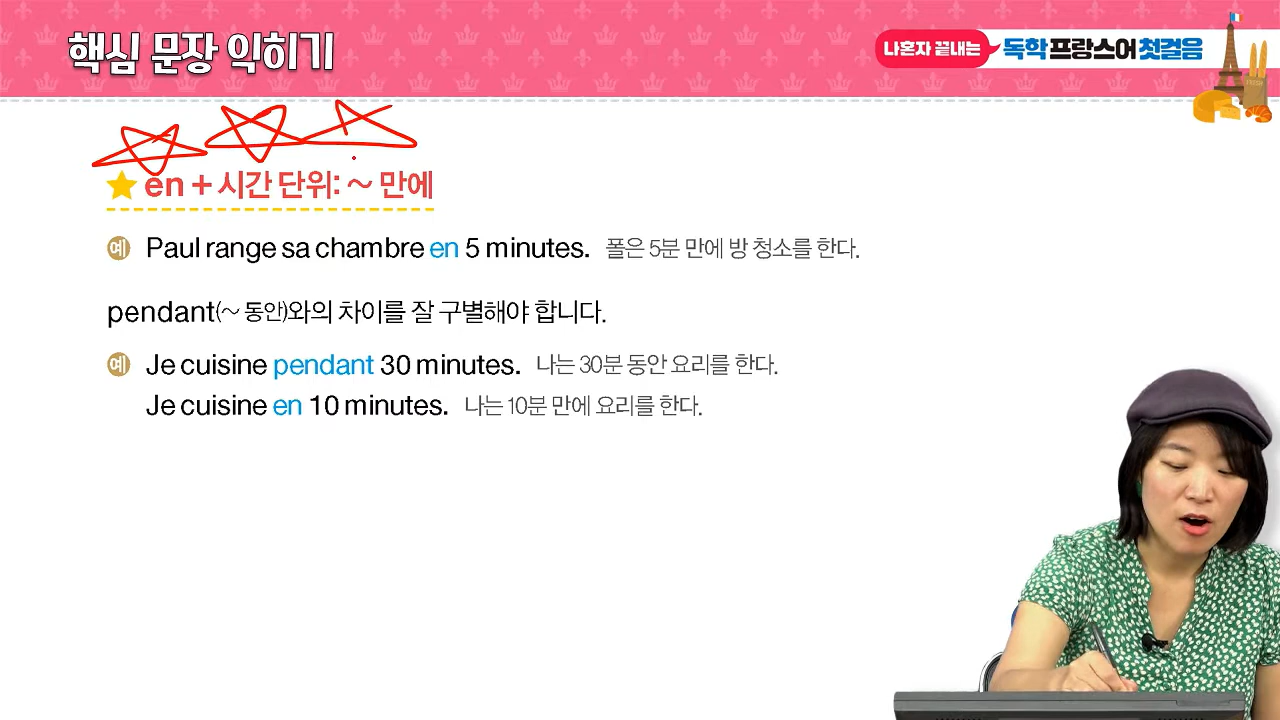 핵심 문장 익히기
나혼자 끝내는 독학 프랑스어 첫걸음
en + 시간 단위: ~ 만에
예 Paul range sa chambre en 5 minutes. 폴은 5분 만에 방 청소를 한다.
pendant(~ 동안)와의 차이를 잘 구별해야 합니다.
예 Je cuisine pendant 30 minutes. 나는 30분 동안 요리를 한다.
Je cuisine en 10 minutes. 나는 10분 만에 요리를 한다.